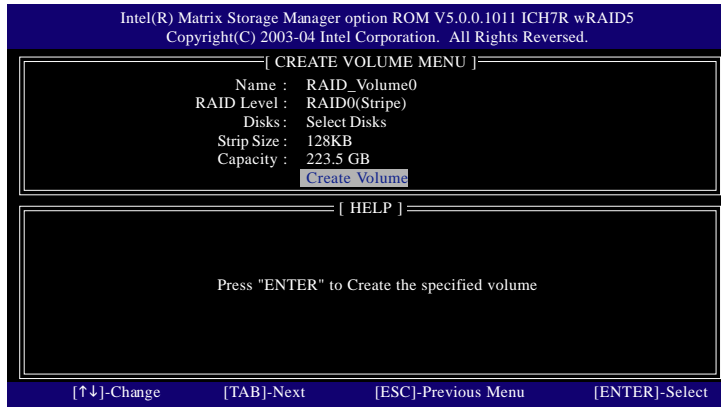 Intel(R) Matrix Storage Manager option ROM V5.0.0.1011 ICH7R wRAID5
Copyright(C) 2003-04 Intel Corporation. All Rights Reversed.
[ CREATE VOLUME MENU ]
Name : RAID_Volume0
RAID Level : RAID0(Stripe)
Disks : Select Disks
Strip Size : 128KB
Capacity : 223.5 GB
Create Volume
[ HELP ]
Press "ENTER" to Create the specified volume
[↑↓]-Change [TAB]-Next [ESC]-Previous Menu [ENTER]-Select